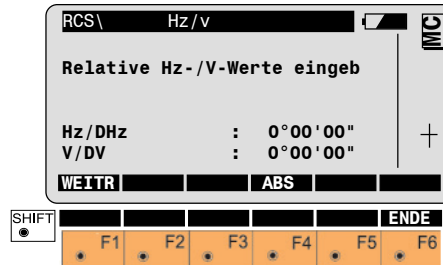 RCS\ Hz/v MC
Relative Hz-/V-Werte eingeb
Hz/DHz : 0°00'00"
V/DV : 0°00'00"
WEITR ABS
SHIFT ENDE
F1 F2 F3 F4 F5 F6